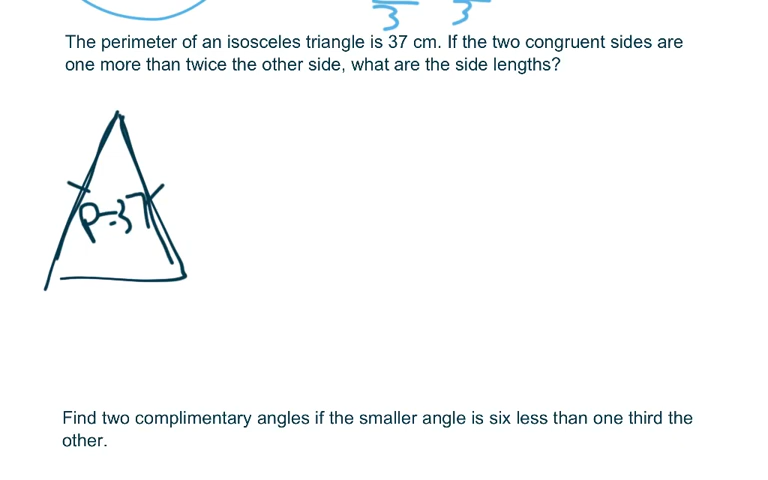 3 3
The perimeter of an isosceles triangle is 37 cm. If the two congruent sides are
one more than twice the other side, what are the side lengths?
P=37
Find two complimentary angles if the smaller angle is six less than one third the
other.